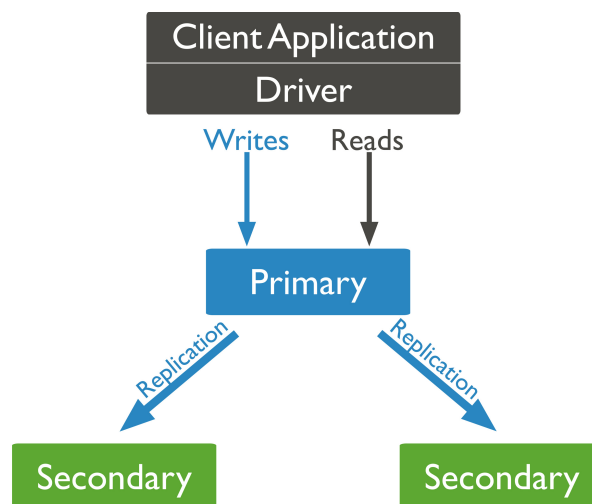 Client Application
Driver
Writes
Reads
Primary
Replication
Replication
Secondary
Secondary